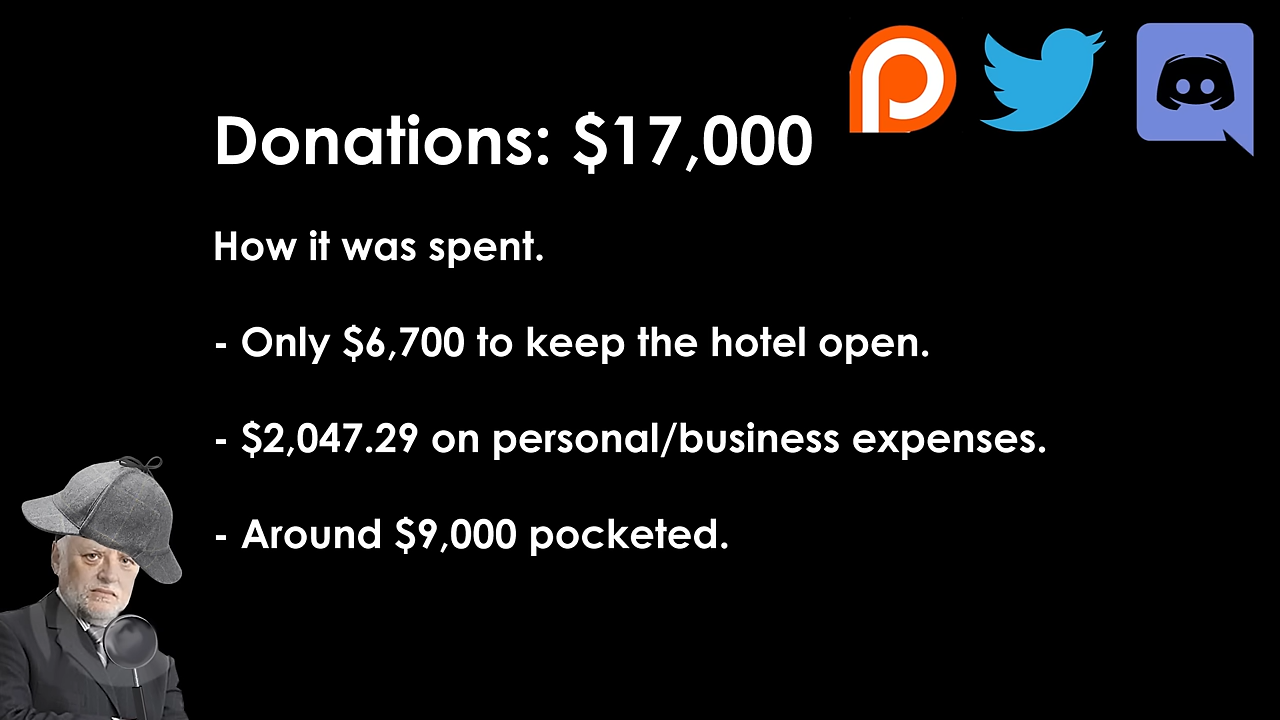 Donations: $17,000
How it was spent.
- Only $6,700 to keep the hotel open.
- $2,047.29 on personal/business expenses.
- Around $9,000 pocketed.